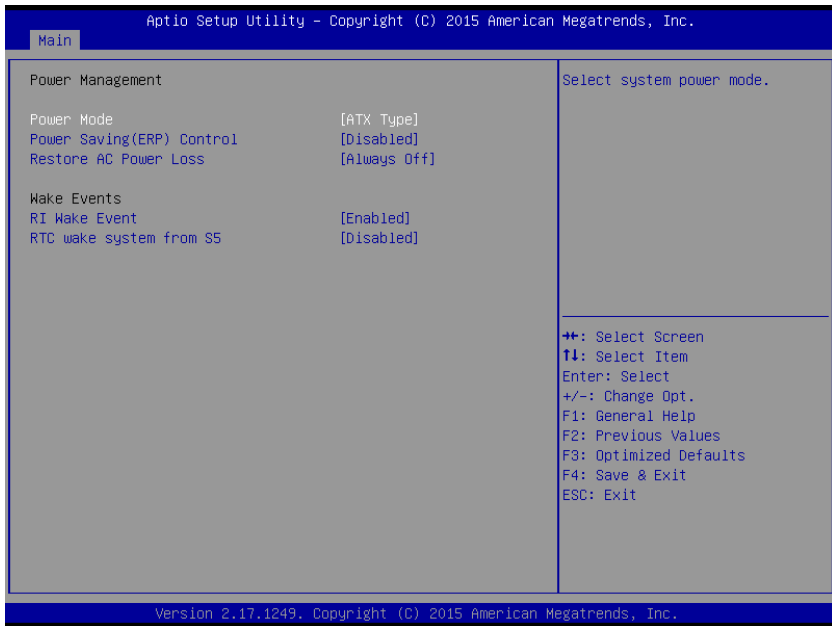 Aptio Setup Utility – Copyright (C) 2015 American Megatrends, Inc.
Main
Power Management
Power Mode [ATX Type]
Power Saving(ERP) Control [Disabled]
Restore AC Power Loss [Always Off]
Wake Events
RI Wake Event [Enabled]
RTC wake system from S5 [Disabled]
Select system power mode.
→←: Select Screen
↑↓: Select Item
Enter: Select
+/-: Change Opt.
F1: General Help
F2: Previous Values
F3: Optimized Defaults
F4: Save & Exit
ESC: Exit
Version 2.17.1249. Copyright (C) 2015 American Megatrends, Inc.